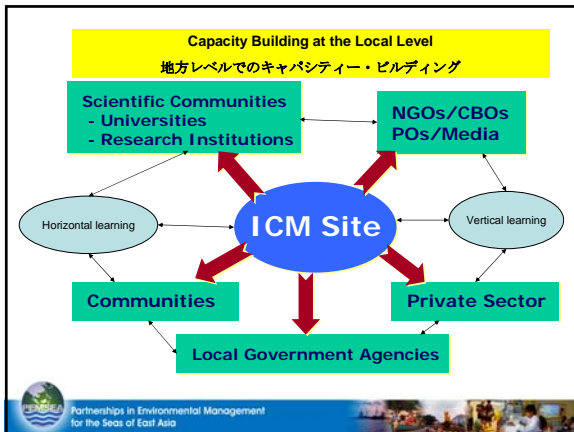 Capacity Building at the Local Level
地方レベルでのキャパシティー・ビルディング
Scientific Communities
- Universities
- Research Institutions
NGOs/CBOs
POs/Media
Horizontal learning
ICM Site
Vertical learning
Communities
Private Sector
Local Government Agencies
PEMSEA
Partnerships in Environmental Management
for the Seas of East Asia